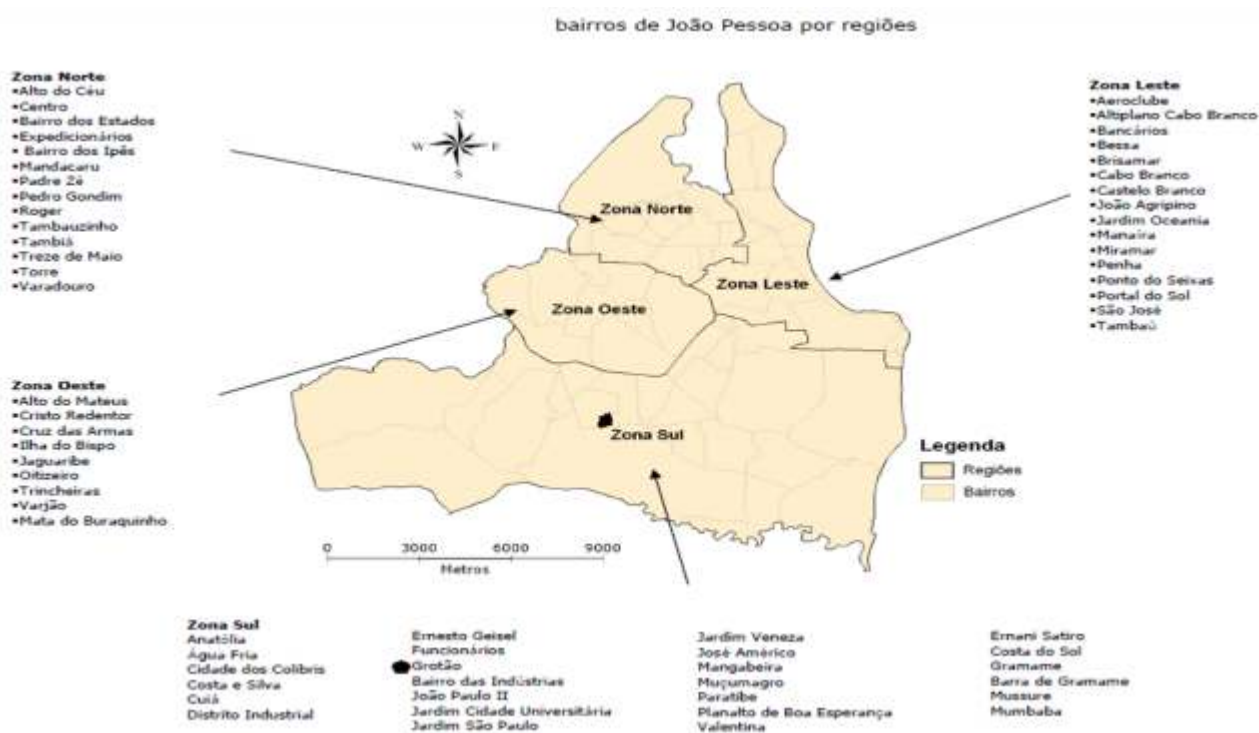 bairros de João Pessoa por regiões
Zona Norte
•Alto do Céu
•Centro
•Bairro dos Estados
•Expedicionários
• Bairro dos Ipês
•Mandacaru
•Padre Zé
•Pedro Gondim
•Roger
•Tambauzinho
•Tambiá
•Treze de Maio
•Torre
•Varadouro
Zona Leste
•Aeroclube
•Altiplano Cabo Branco
•Bancários
•Bessa
•Brisamar
•Cabo Branco
•Castelo Branco
•João Agripino
•Jardim Oceania
•Manaíra
•Miramar
•Penha
•Ponto do Seixas
•Portal do Sol
•São José
•Tambaú
N
W E
S
Zona Norte
Zona Leste
Zona Oeste
Zona Sul
Zona Oeste
•Alto do Mateus
•Cristo Redentor
•Cruz das Armas
•Ilha do Bispo
•Jaguaribe
•Oitizeiro
•Trincheiras
•Varjão
•Mata do Buraquinho
Legenda
Regiões
Bairros
0 3000 6000 9000
Metros
Zona Sul
Anatólia
Água Fria
Cidade dos Colibris
Costa e Silva
Cuiá
Distrito Industrial
Ernesto Geisel
Funcionários
Grotão
Bairro das Indústrias
João Paulo II
Jardim Cidade Universitária
Jardim São Paulo
Jardim Veneza
José Américo
Mangabeira
Muçumagro
Paratibe
Planalto de Boa Esperança
Valentina
Ernani Satiro
Costa do Sol
Gramame
Barra de Gramame
Mussure
Mumbaba